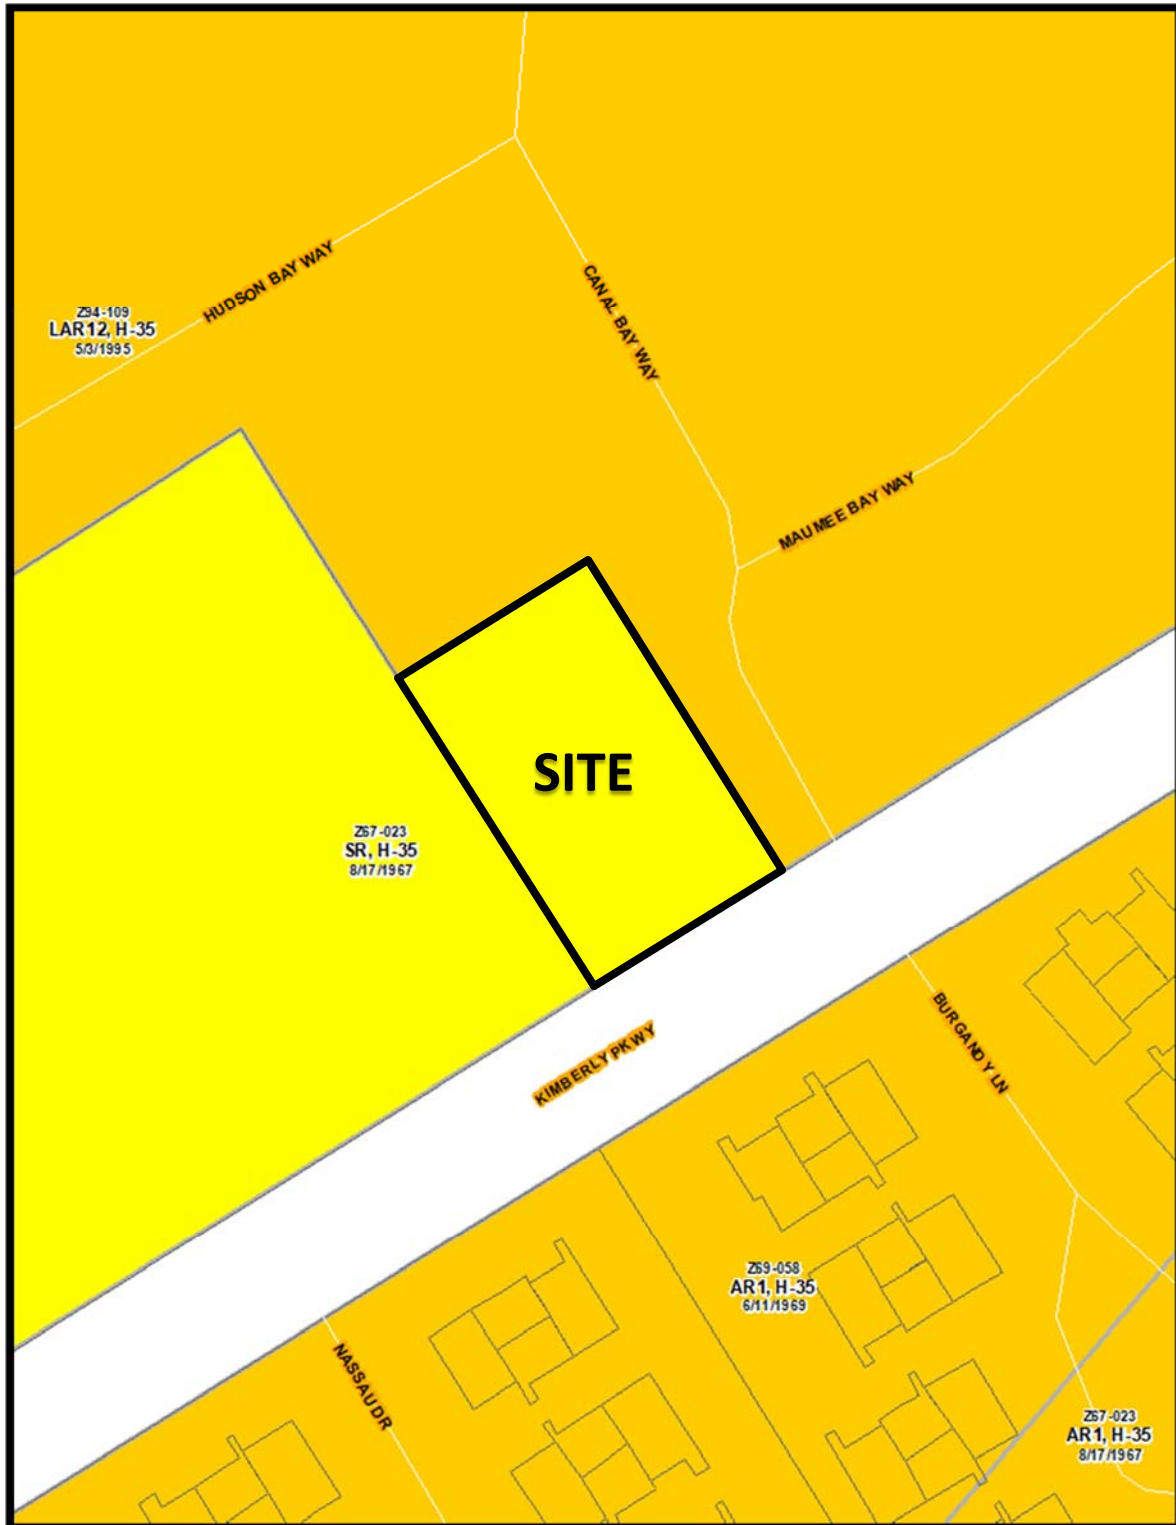 HUDSON BAY WAY
CANAL BAY WAY
Z94-109
LAR12, H-35
5/3/1995
MAUMEE BAY WAY
SITE
Z67-023
SR, H-35
8/17/1967
KIMBERLY PKWY
BURGANDY LN
Z69-058
AR1, H-35
6/11/1969
NASSAU DR
Z67-023
AR1, H-35
8/17/1967